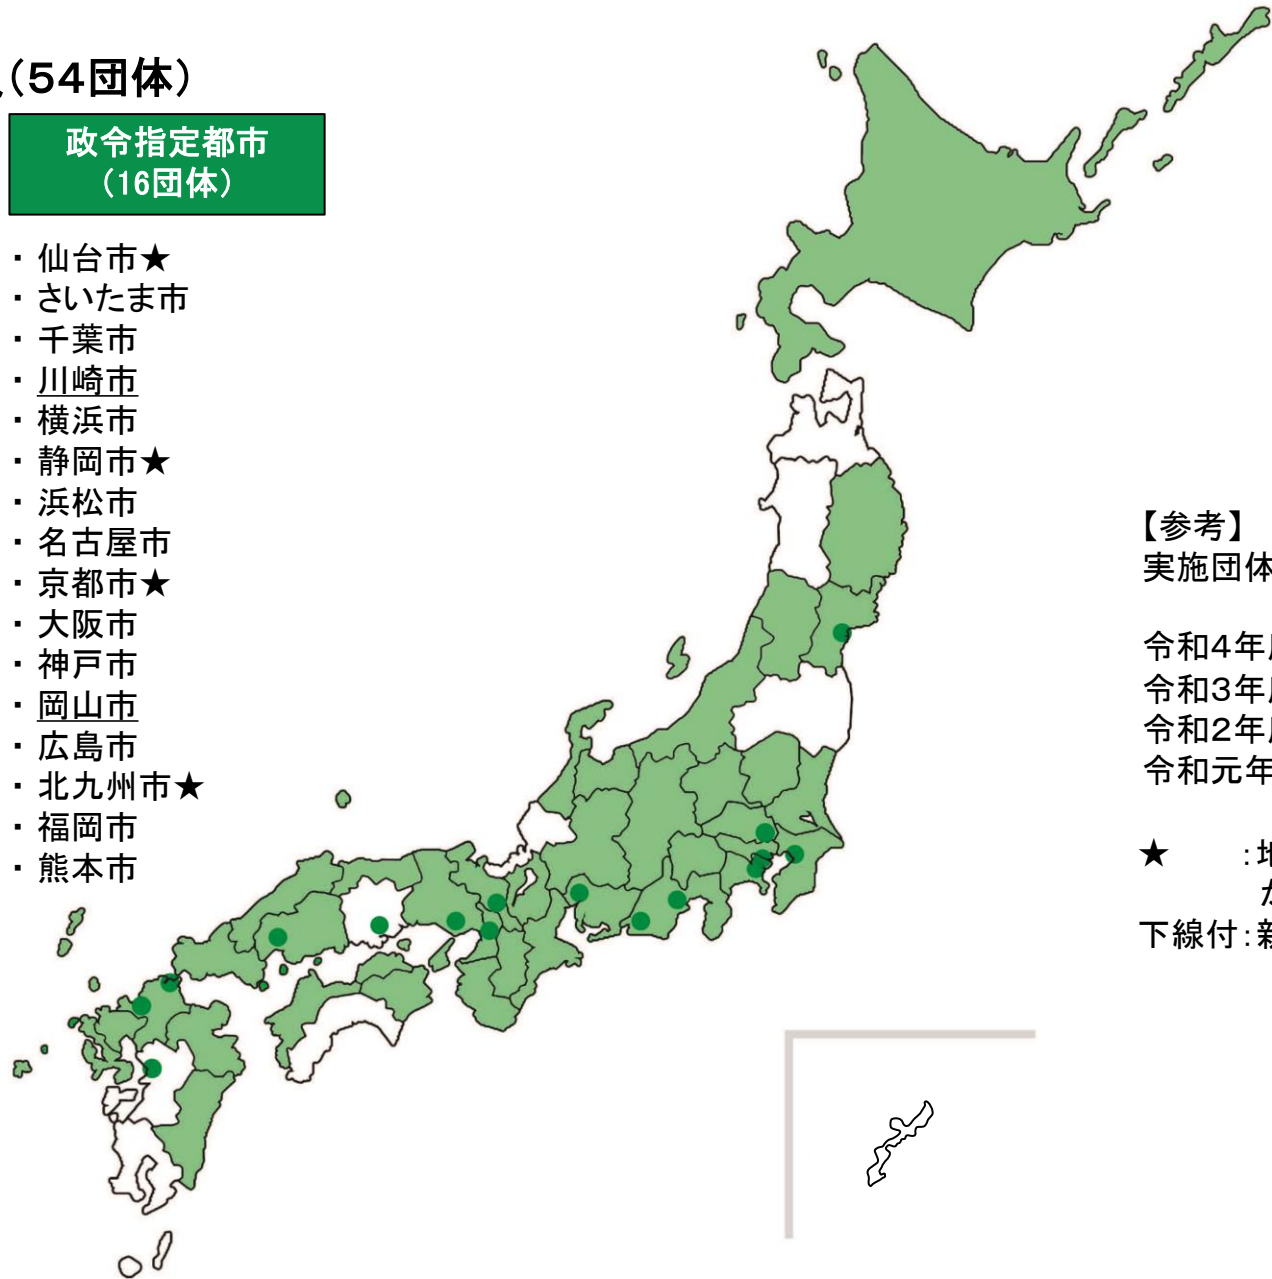 （54団体）
政令指定都市
（16団体）
・ 仙台市★
・ さいたま市
・ 千葉市
・ 川崎市
・ 横浜市
・ 静岡市★
・ 浜松市
・ 名古屋市
・ 京都市★
・ 大阪市
・ 神戸市
・ 岡山市
・ 広島市
・ 北九州市★
・ 福岡市
・ 熊本市
【参考】
実施団体
令和4年
令和3年
令和2年
令和元年
★ ：地
か
下線付：新